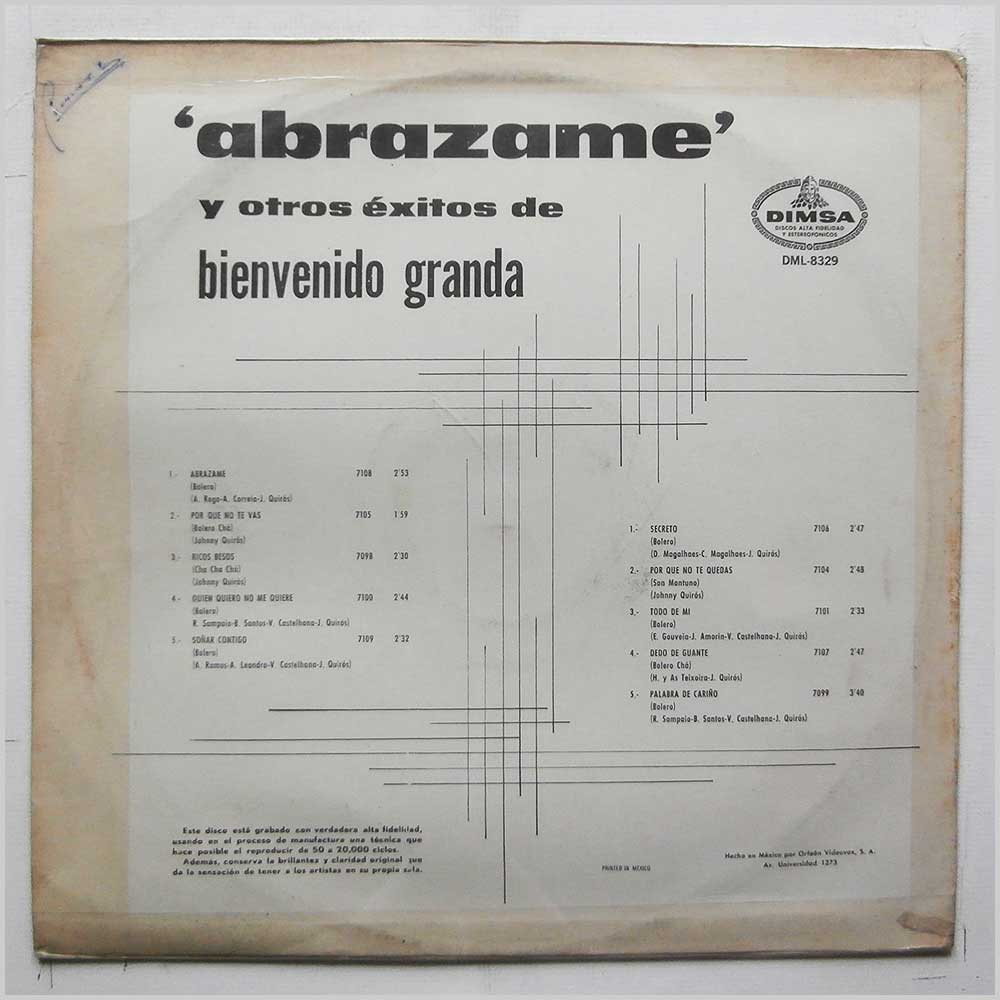 ‘abrazame’
y otros éxitos de
bienvenido granda
DIMSA
DISCOS ALTA FIDELIDAD
Y ESTEREOFONICOS
DML-8329
1.- ABRAZAME 7108 2'53
(Bolero)
(A. Rego-A. Correia-J. Quirós)
2.- POR QUE NO TE VAS 7105 1'59
(Bolero Chá)
(Johnny Quirós)
3.- RICOS BESOS 7098 2'30
(Cha Cha Chá)
(Johnny Quirós)
4.- QUIEN QUIERO NO ME QUIERE 7100 2'44
(Bolero)
R. Sampaio-B. Santos-V. Castelhana-J. Quirós)
5.- SOÑAR CONTIGO 7109 2'32
(Bolero)
(A. Ramos-A. Leandro-V Castelhana-J. Quirós)
1.- SECRETO 7106 2'47
(Bolero)
(D. Magalhaes-C. Magalhaes-J. Quirós)
2.- POR QUE NO TE QUEDAS 7104 2'48
(Son Montuno)
(Johnny Quirós)
3.- TODO DE MI 7101 2'33
(Bolero)
(E. Gouveia-J. Amorin-V. Castelhana-J. Quirós)
4.- DEDO DE GUANTE 7107 2'47
(Bolero Chá)
(H. y As Teixoira-J. Quirós)
5.- PALABRA DE CARIÑO 7099 3'40
(Bolero)
(R. Sampaio-B. Santos-V. Castelhana-J. Quirós)
Este disco está grabado con verdadera alta fidelidad,
usando en el proceso de manufactura una técnica que
hace posible el reproducir de 50 a 20,000 ciclos.
Además, conserva la brillantez y claridad original que
da la sensación de tener a los artistas en su propia sala.
PRINTED IN MEXICO
Hecho en México por Orfeón Videovox, S. A.
Av. Universidad 1273